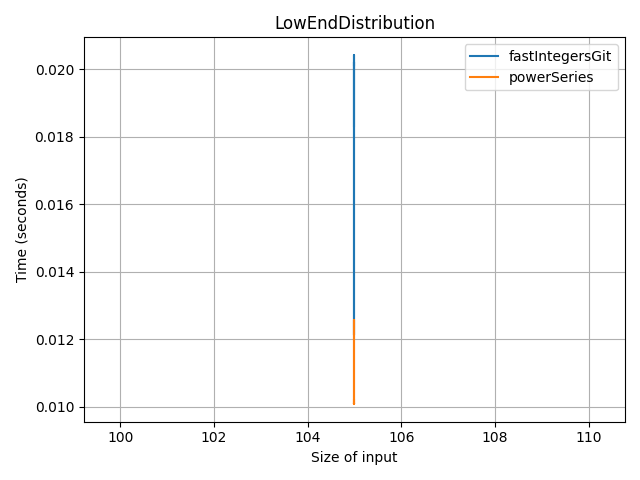 LowEndDistribution
fastIntegersGit
powerSeries
0.020
0.018
0.016
0.014
0.012
0.010
Time (seconds)
100 102 104 106 108 110
Size of input